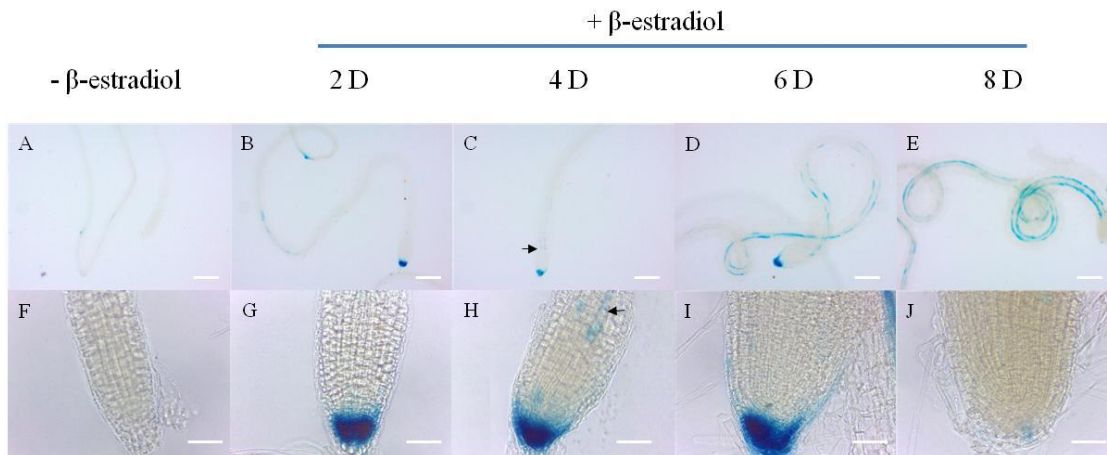 + β-estradiol
- β-estradiol 2 D 4 D 6 D 8 D
A B C D E
F G H I J